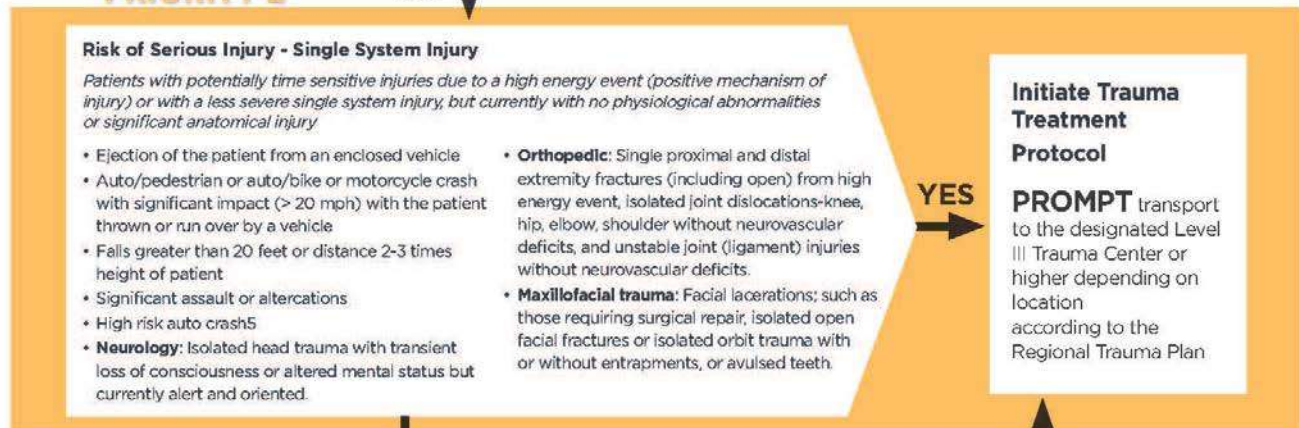 Risk of Serious Injury - Single System Injury
Patients with potentially time sensitive injuries due to a high energy event (positive mechanism of
injury) or with a less severe single system injury, but currently with no physiological abnormalities
or significant anatomical injury
• Ejection of the patient from an enclosed vehicle
• Auto/pedestrian or auto/bike or motorcycle crash
with significant impact (> 20 mph) with the patient
thrown or run over by a vehicle
• Falls greater than 20 feet or distance 2-3 times
height of patient
• Significant assault or altercations
• High risk auto crash5
• Neurology: Isolated head trauma with transient
loss of consciousness or altered mental status but
currently alert and oriented.
• Orthopedic: Single proximal and distal
extremity fractures (including open) from high
energy event, isolated joint dislocations-knee,
hip, elbow, shoulder without neurovascular
deficits, and unstable joint (ligament) injuries
without neurovascular deficits.
• Maxillofacial trauma: Facial lacerations; such as
those requiring surgical repair, isolated open
facial fractures or isolated orbit trauma with
or without entrapments, or avulsed teeth.
YES
Initiate Trauma
Treatment
Protocol
PROMPT transport
to the designated Level
III Trauma Center or
higher depending on
location
according to the
Regional Trauma Plan